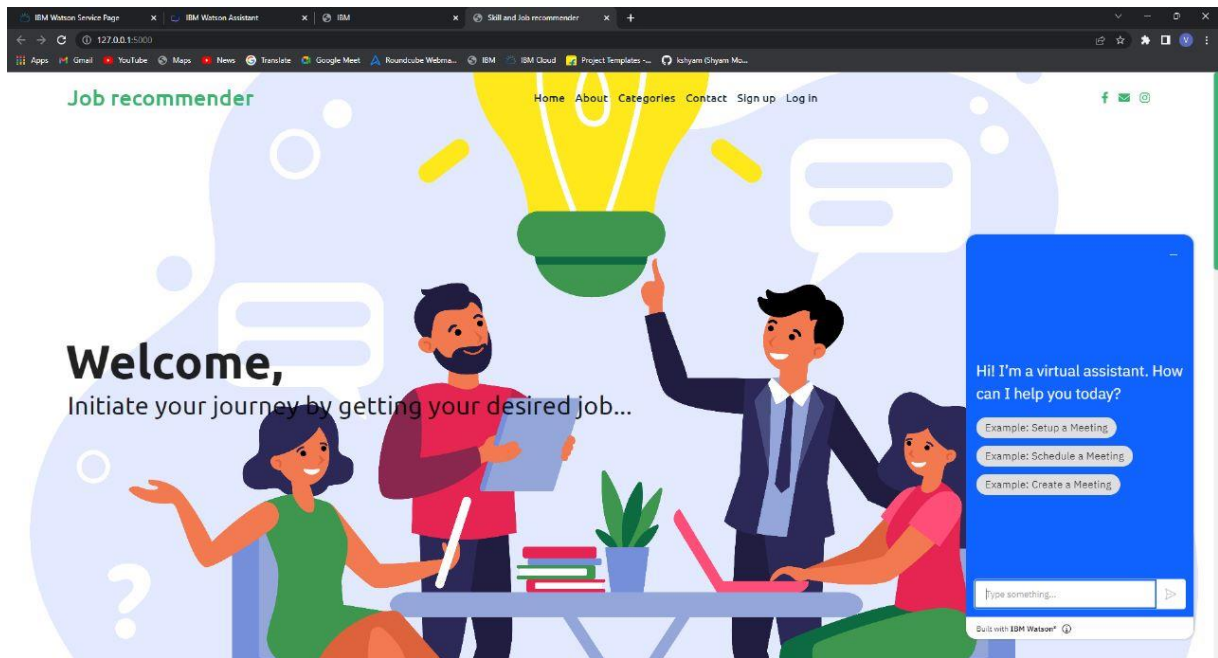 IBM Watson Service Page
IBM Watson Assistant
IBM
Skill and Job recommender
127.0.0.1:5000
Apps
Gmail
YouTube
Maps
News
Translate
Google Meet
Roundcube Webma...
IBM
IBM Cloud
Project Templates -...
kshyam (Shyam Mo...
V
Job recommender
Home About Categories Contact Sign up Log in
Welcome,
Initiate your journey by getting your desired job...
?
Hi! I'm a virtual assistant. How
can I help you today?
Example: Setup a Meeting
Example: Schedule a Meeting
Example: Create a Meeting
Type something...
Built with IBM Watson®